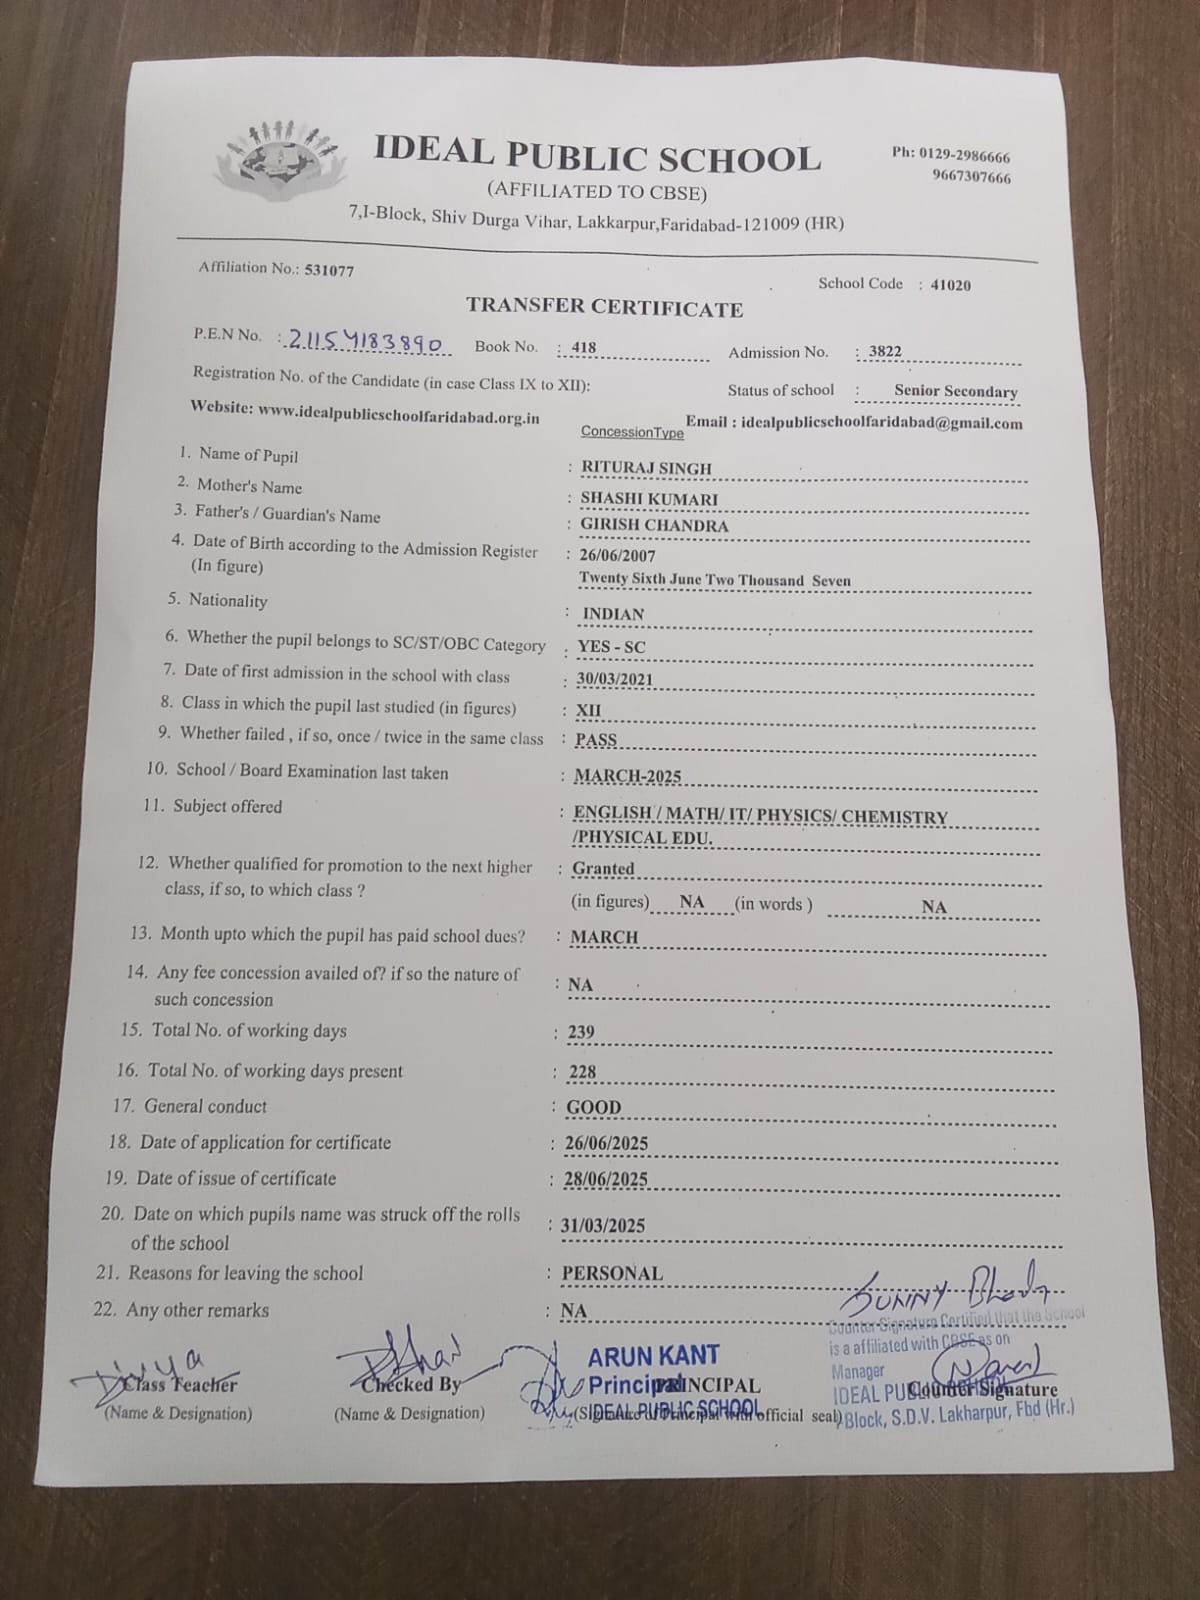 IDEAL PUBLIC SCHOOL
(AFFILIATED TO CBSE)
7,I-Block, Shiv Durga Vihar, Lakkarpur,Faridabad-121009 (HR)
Ph: 0129-2986666
9667307666
Affiliation No.: 531077
School Code : 41020
TRANSFER CERTIFICATE
P.E.N No. : 21154183890 Book No. : 418 Admission No. : 3822
Registration No. of the Candidate (in case Class IX to XII): Status of school : Senior Secondary
Website: www.idealpublicschoolfaridabad.org.in Email : idealpublicschoolfaridabad@gmail.com
ConcessionType
1. Name of Pupil : RITURAJ SINGH
2. Mother's Name : SHASHI KUMARI
3. Father's / Guardian's Name : GIRISH CHANDRA
4. Date of Birth according to the Admission Register : 26/06/2007
(In figure) Twenty Sixth June Two Thousand Seven
5. Nationality : INDIAN
6. Whether the pupil belongs to SC/ST/OBC Category : YES - SC
7. Date of first admission in the school with class : 30/03/2021
8. Class in which the pupil last studied (in figures) : XII
9. Whether failed , if so, once / twice in the same class : PASS
10. School / Board Examination last taken : MARCH-2025
11. Subject offered : ENGLISH / MATH/ IT/ PHYSICS/ CHEMISTRY
/PHYSICAL EDU.
12. Whether qualified for promotion to the next higher : Granted
class, if so, to which class ? (in figures) NA (in words ) NA
13. Month upto which the pupil has paid school dues? : MARCH
14. Any fee concession availed of? if so the nature of : NA
such concession
15. Total No. of working days : 239
16. Total No. of working days present : 228
17. General conduct : GOOD
18. Date of application for certificate : 26/06/2025
19. Date of issue of certificate : 28/06/2025
20. Date on which pupils name was struck off the rolls : 31/03/2025
of the school
21. Reasons for leaving the school : PERSONAL
22. Any other remarks : NA
SUNNY
Counter Signature Certified that the School
is a affiliated with CBSE as on
Manager
IDEAL PUBLIC
Block, S.D.V. Lakharpur, Fbd (Hr.)
Counter Signature
Divya
Class Teacher
(Name & Designation)
Checked By
(Name & Designation)
ARUN KANT
Principal
IDEAL PUBLIC SCHOOL
PRINCIPAL
(Signature of Principal with official seal)